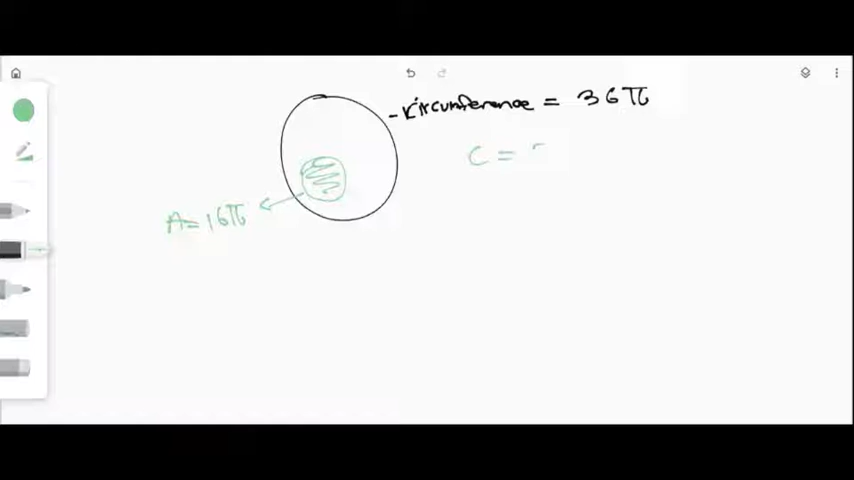 circumference = 36π
C =
A = 16π